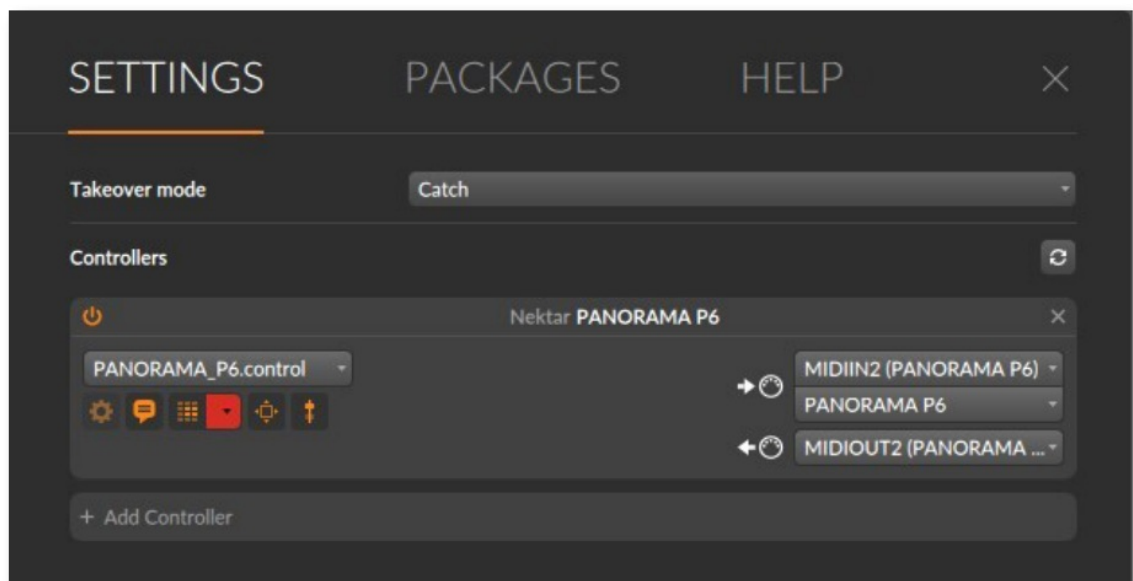 SETTINGS PACKAGES HELP
Takeover mode Catch
Controllers
Nektar PANORAMA P6
PANORAMA_P6.control
MIDIIN2 (PANORAMA P6)
PANORAMA P6
MIDIOUT2 (PANORAMA ...
+ Add Controller